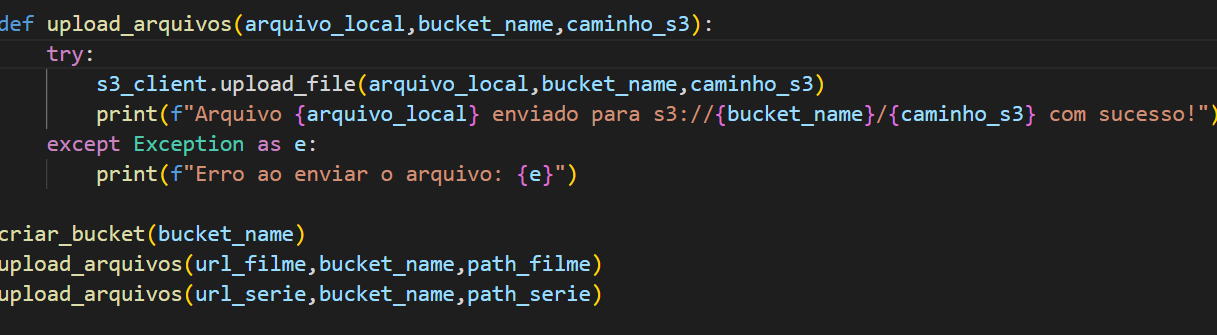 def upload_arquivos(arquivo_local,bucket_name,caminho_s3):
try:
s3_client.upload_file(arquivo_local,bucket_name,caminho_s3)
print(f"Arquivo {arquivo_local} enviado para s3://{bucket_name}/{caminho_s3} com sucesso!")
except Exception as e:
print(f"Erro ao enviar o arquivo: {e}")
criar_bucket(bucket_name)
upload_arquivos(url_filme,bucket_name,path_filme)
upload_arquivos(url_serie,bucket_name,path_serie)